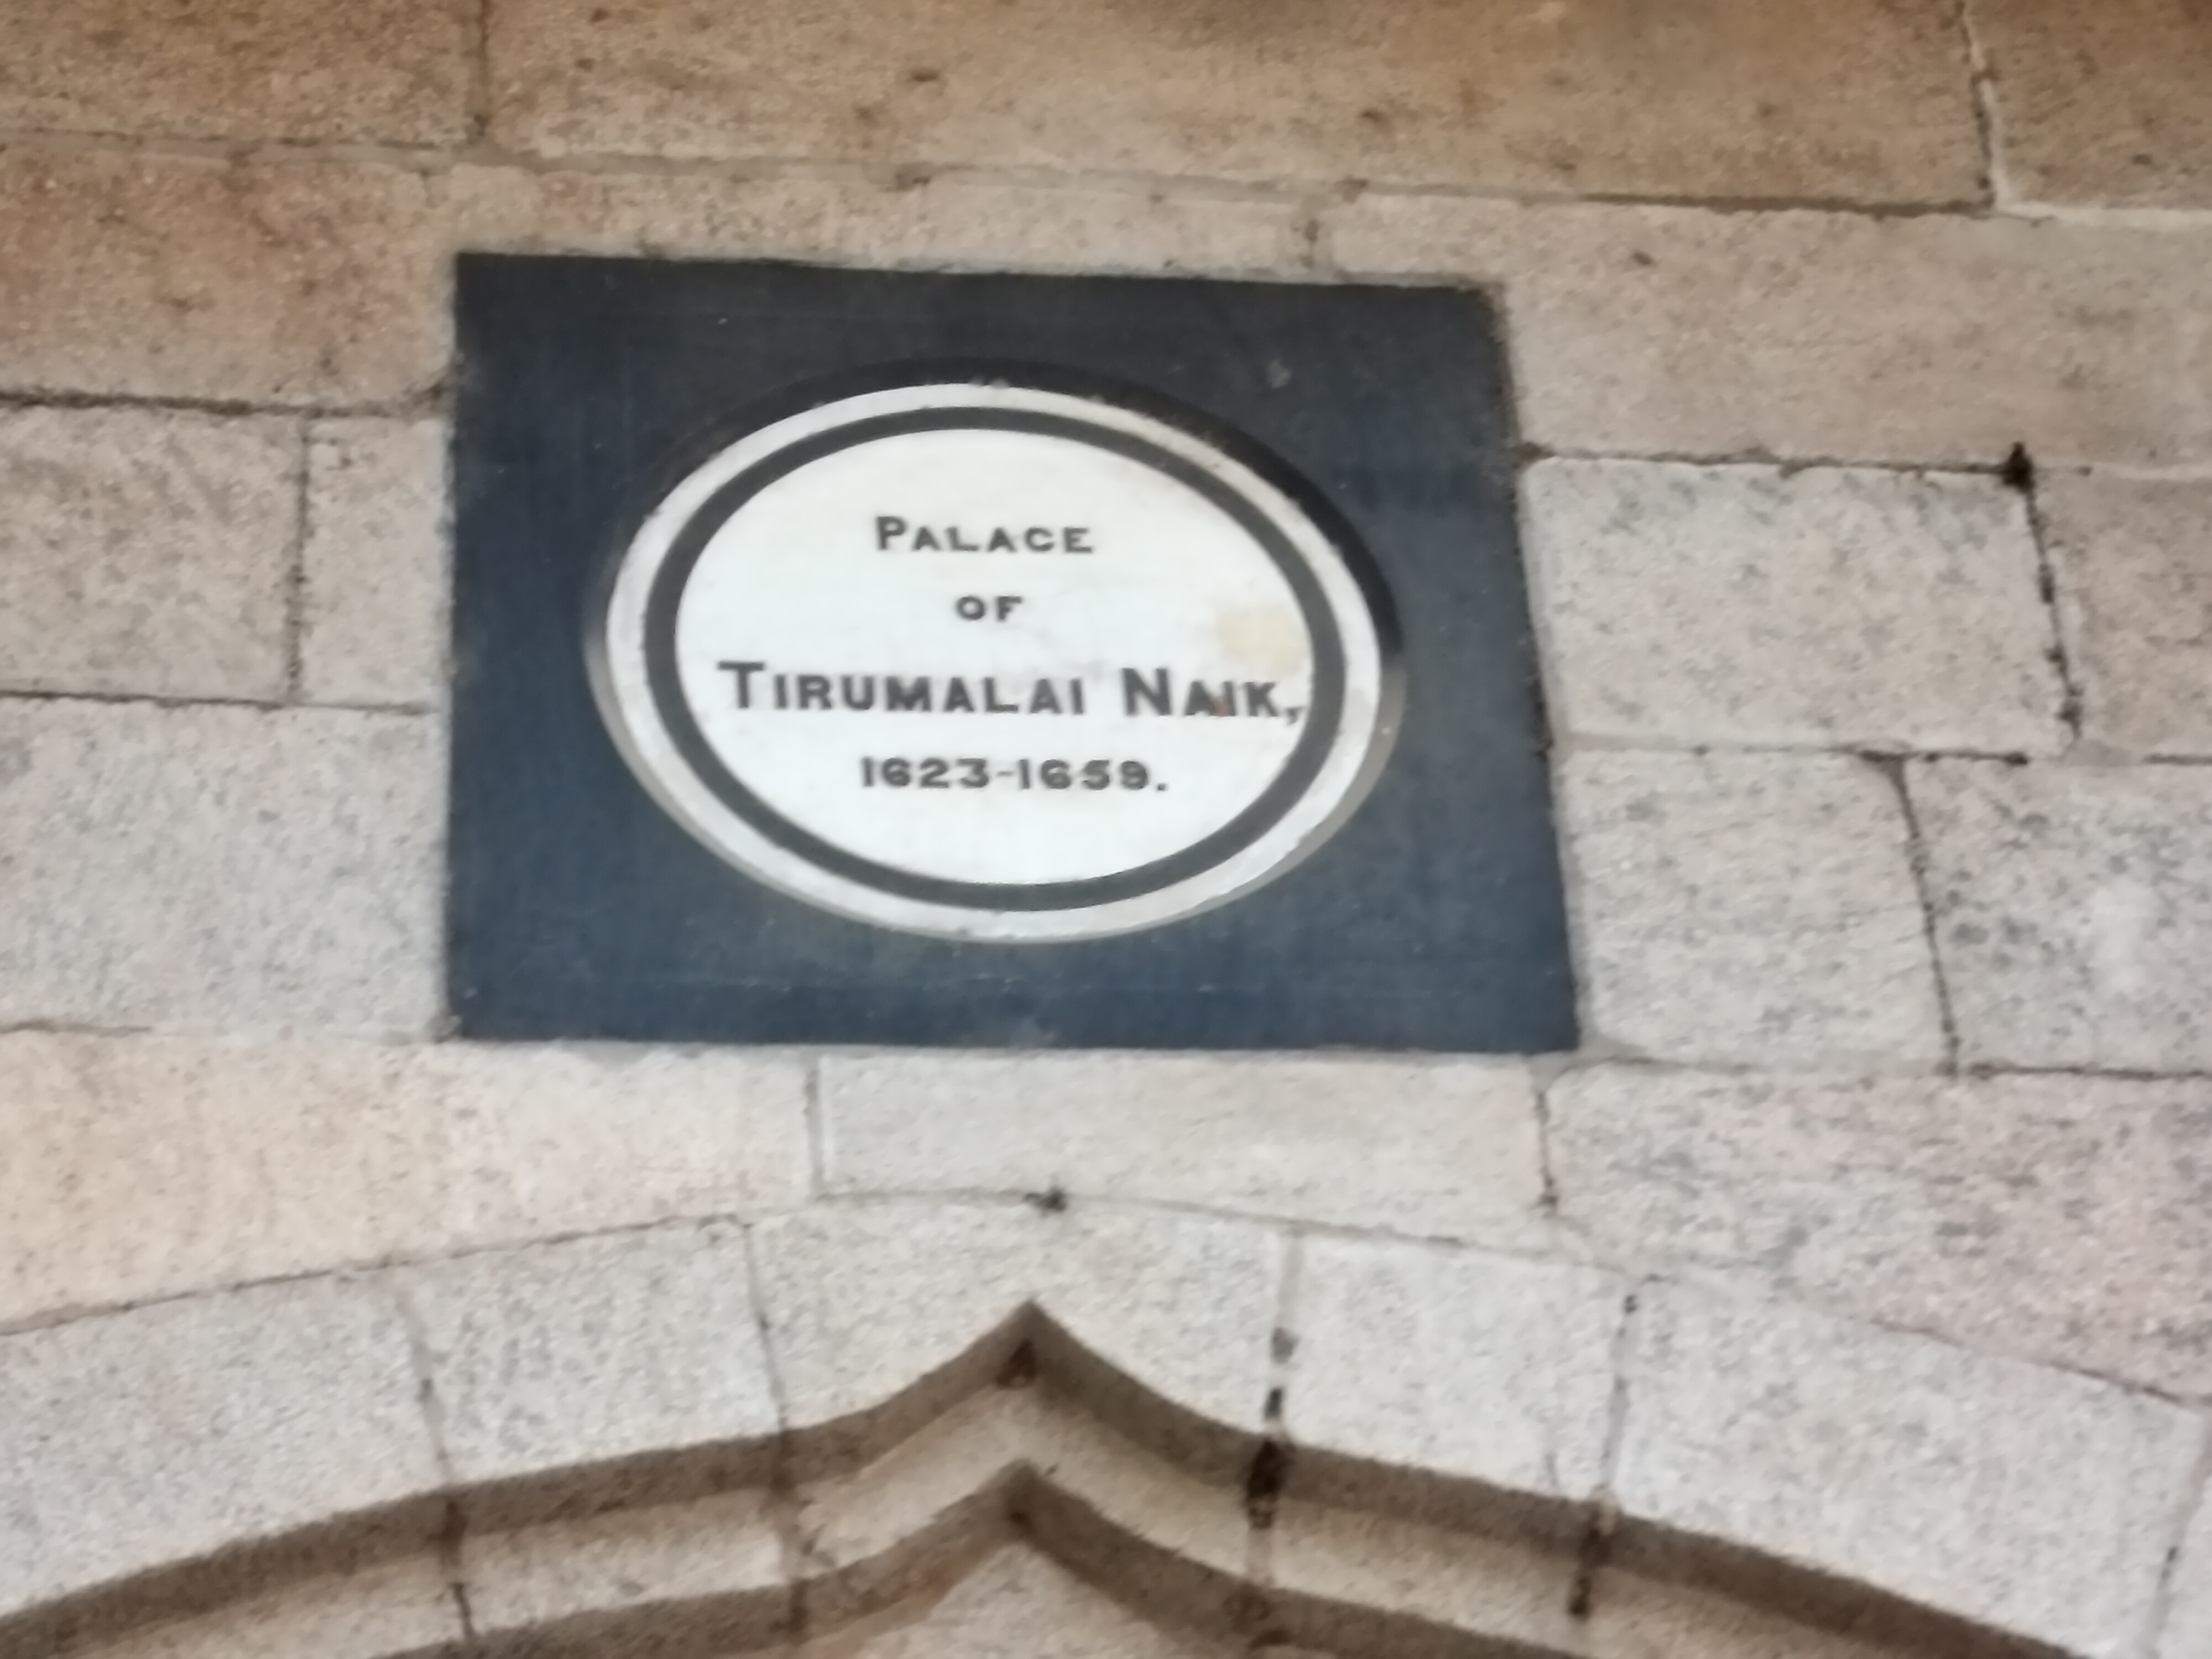 PALACE
OF
TIRUMALAI NAIK,
1623-1659.